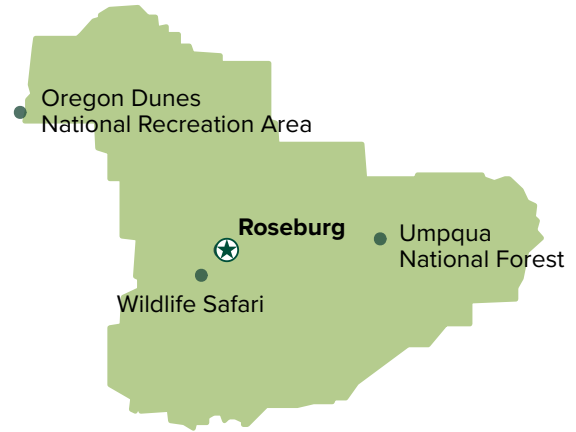 Oregon Dunes
National Recreation Area
Roseburg
Umpqua
National Forest
Wildlife Safari